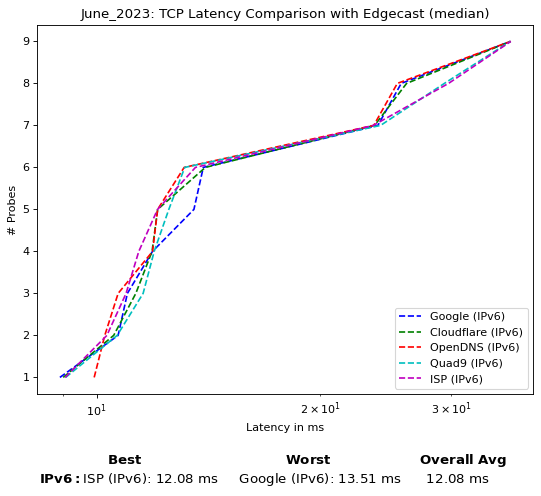 June_2023: TCP Latency Comparison with Edgecast (median)
9
8
7
6
5
4
3
2
1
# Probes
Google (IPv6)
Cloudflare (IPv6)
OpenDNS (IPv6)
Quad9 (IPv6)
ISP (IPv6)
10¹ 2 × 10¹ 3 × 10¹
Latency in ms
Best Worst Overall Avg
IPv6: ISP (IPv6): 12.08 ms Google (IPv6): 13.51 ms 12.08 ms